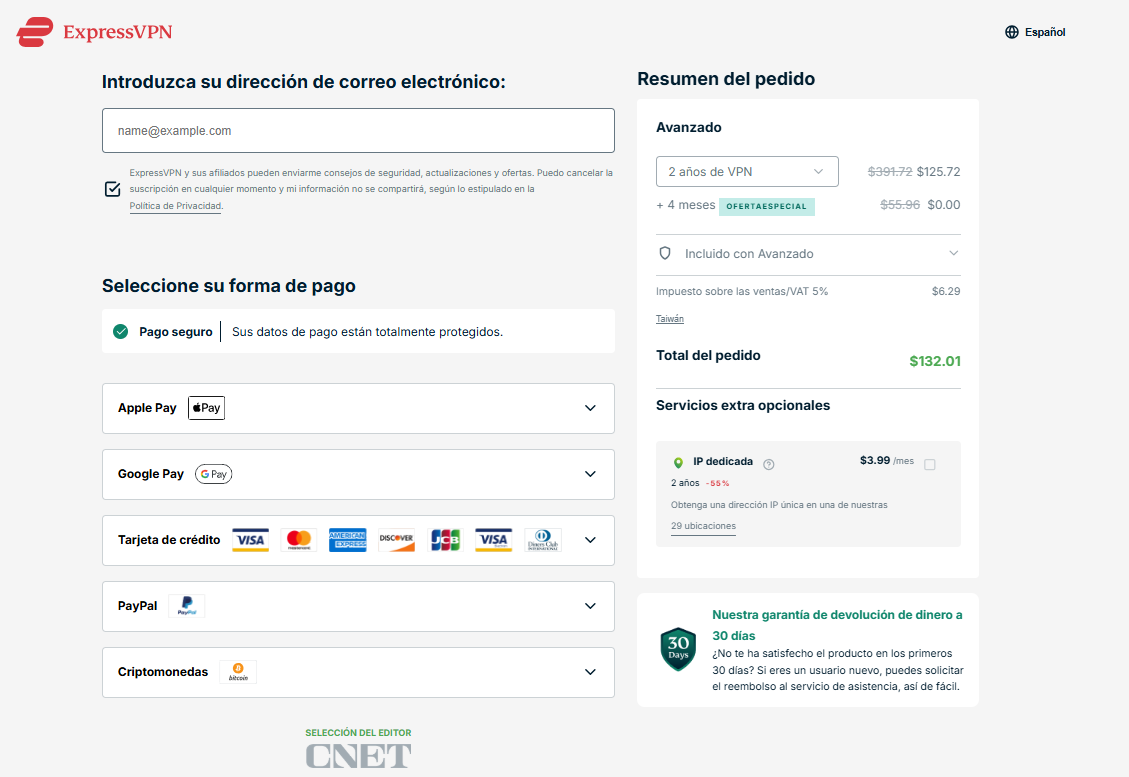 ExpressVPN
Español
Introduzca su dirección de correo electrónico:
name@example.com
ExpressVPN y sus afiliados pueden enviarme consejos de seguridad, actualizaciones y ofertas. Puedo cancelar la
suscripción en cualquier momento y mi información no se compartirá, según lo estipulado en la
Política de Privacidad.
Seleccione su forma de pago
Pago seguro Sus datos de pago están totalmente protegidos.
Apple Pay Pay
Google Pay G Pay
Tarjeta de crédito VISA AMERICAN EXPRESS DISCOVER JCB VISA Diners Club INTERNATIONAL
PayPal PayPal
Criptomonedas bitcoin
SELECCIÓN DEL EDITOR
CNET
Resumen del pedido
Avanzado
2 años de VPN $391.72 $125.72
+ 4 meses OFERTAESPECIAL $55.96 $0.00
Incluido con Avanzado
Impuesto sobre las ventas/VAT 5% $6.29
Taiwán
Total del pedido $132.01
Servicios extra opcionales
IP dedicada ? $3.99 /mes
2 años -55%
Obtenga una dirección IP única en una de nuestras
29 ubicaciones
30
Days
Nuestra garantía de devolución de dinero a
30 días
¿No te ha satisfecho el producto en los primeros
30 días? Si eres un usuario nuevo, puedes solicitar
el reembolso al servicio de asistencia, así de fácil.